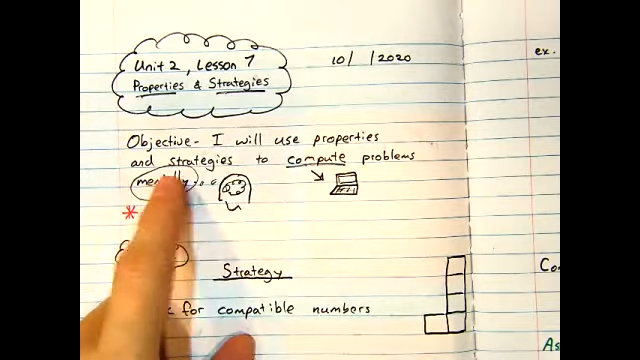 Unit 2, Lesson 7
Properties & Strategies
10/ /2020
ex.
Objective- I will use properties
and strategies to compute problems
*
Strategy
for compatible numbers
Co
As